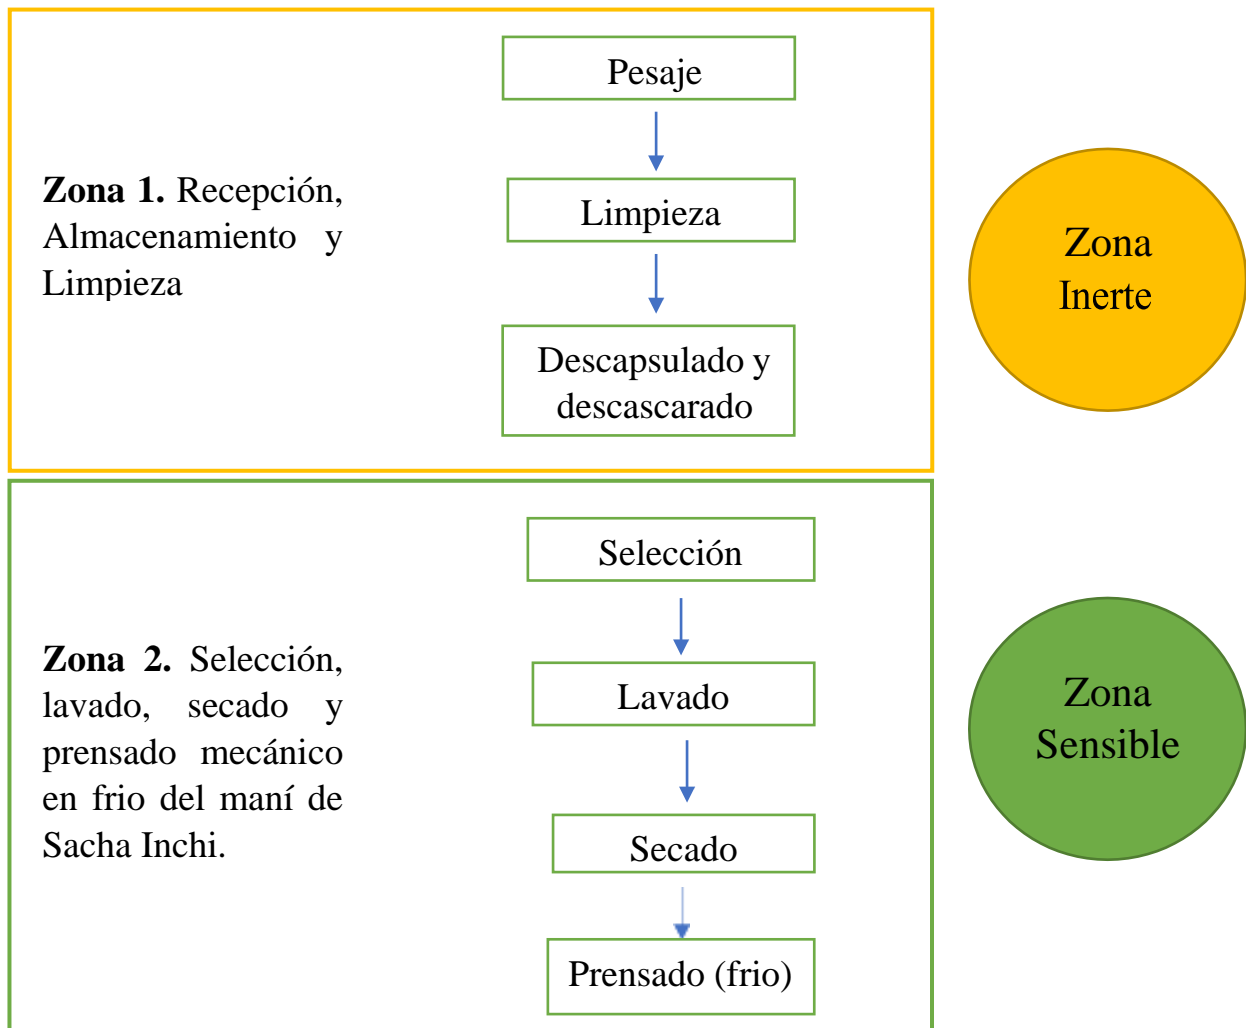 Pesaje
Zona 1. Recepción,
Almacenamiento y
Limpieza
Limpieza
Descapsulado y
descascarado
Zona
Inerte
Selección
Zona 2. Selección,
lavado, secado y
prensado mecánico
en frio del maní de
Sacha Inchi.
Lavado
Secado
Prensado (frio)
Zona
Sensible